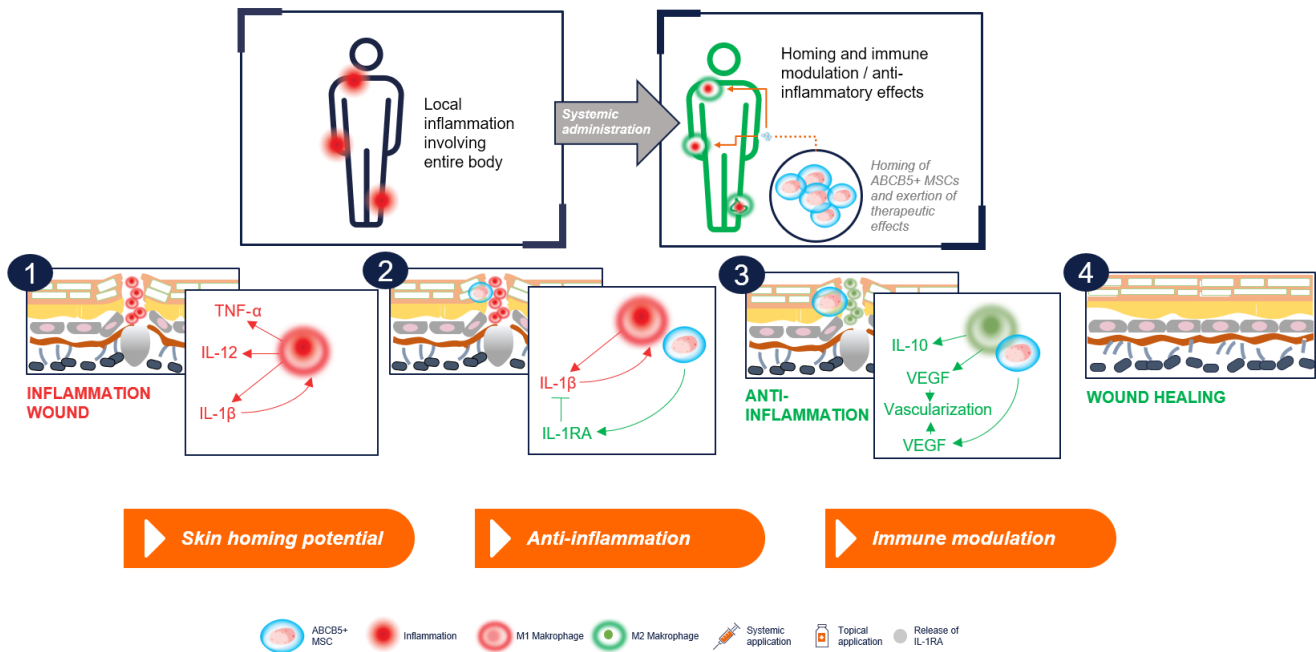 Local
inflammation
involving
entire body
Systemic
administration
Homing and immune
modulation / anti-
inflammatory effects
Homing of
ABCB5+ MSCs
and exertion of
therapeutic
effects
1
INFLAMMATION
WOUND
TNF-α
IL-12
IL-1β
2
IL-1β
IL-1RA
3
ANTI-
INFLAMMATION
IL-10
VEGF
Vascularization
VEGF
4
WOUND HEALING
Skin homing potential
Anti-inflammation
Immune modulation
ABCB5+
MSC
Inflammation
M1 Makrophage
M2 Makrophage
Systemic
application
Topical
application
Release of
IL-1RA